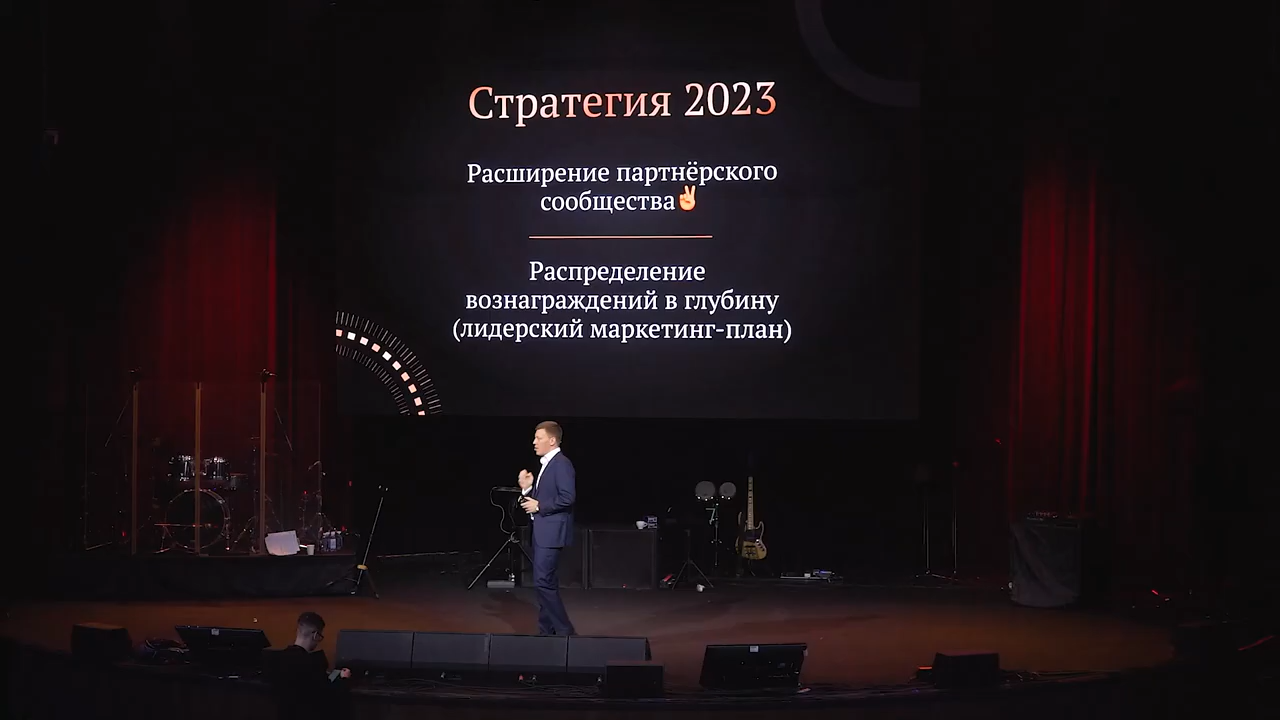 Стратегия 2023
Расширение партнёрского
сообщества✌
Распределение
вознаграждений в глубину
(лидерский маркетинг-план)